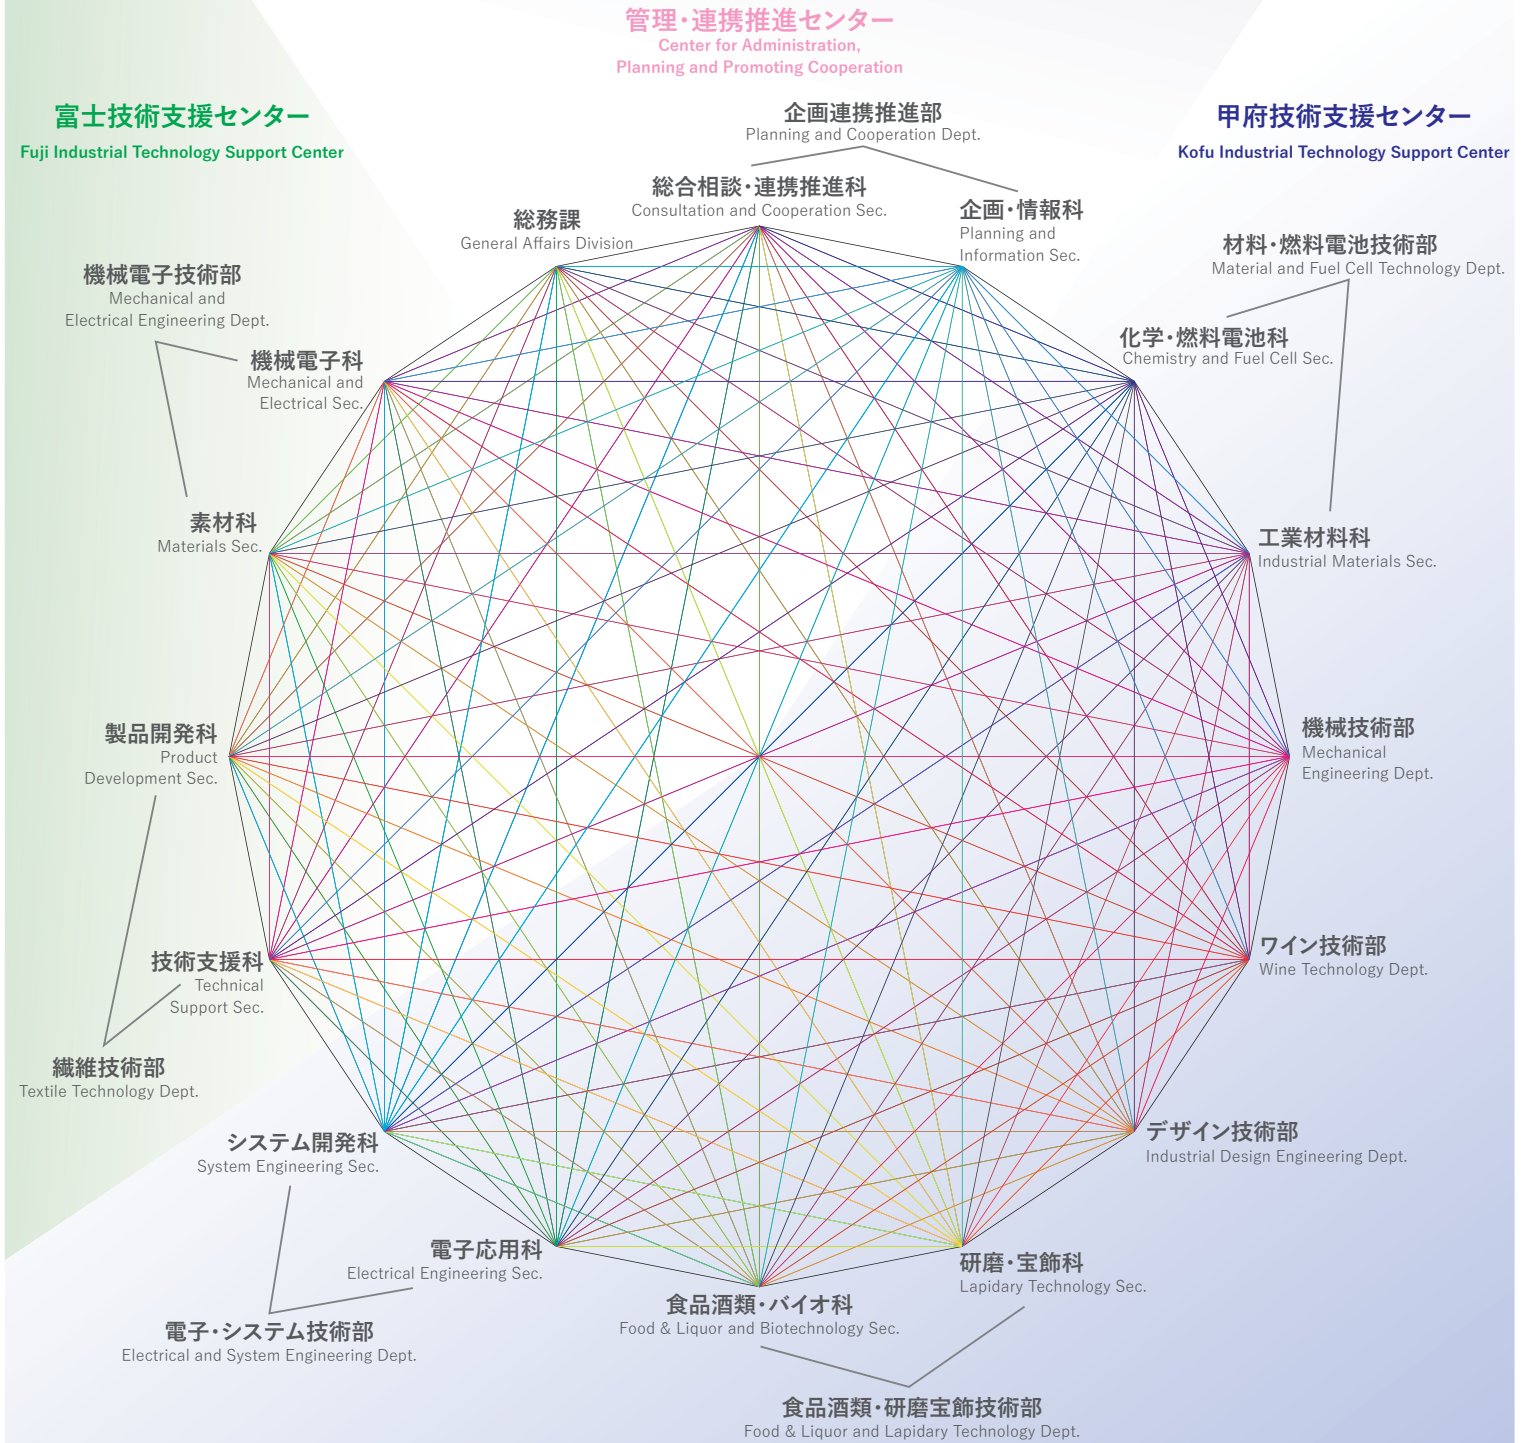 管理・連携推進センター
Center for Administration,
Planning and Promoting Cooperation
富士技術支援センター
Fuji Industrial Technology Support Center
甲府技術支援センター
Kofu Industrial Technology Support Center
企画連携推進部
Planning and Cooperation Dept.
総合相談・連携推進科
Consultation and Cooperation Sec.
企画・情報科
Planning and
Information Sec.
総務課
General Affairs Division
材料・燃料電池技術部
Material and Fuel Cell Technology Dept.
化学・燃料電池科
Chemistry and Fuel Cell Sec.
機械電子技術部
Mechanical and
Electrical Engineering Dept.
機械電子科
Mechanical and
Electrical Sec.
素材科
Materials Sec.
工業材料科
Industrial Materials Sec.
製品開発科
Product
Development Sec.
機械技術部
Mechanical
Engineering Dept.
技術支援科
Technical
Support Sec.
ワイン技術部
Wine Technology Dept.
繊維技術部
Textile Technology Dept.
システム開発科
System Engineering Sec.
デザイン技術部
Industrial Design Engineering Dept.
電子応用科
Electrical Engineering Sec.
研磨・宝飾科
Lapidary Technology Sec.
食品酒類・バイオ科
Food & Liquor and Biotechnology Sec.
電子・システム技術部
Electrical and System Engineering Dept.
食品酒類・研磨宝飾技術部
Food & Liquor and Lapidary Technology Dept.